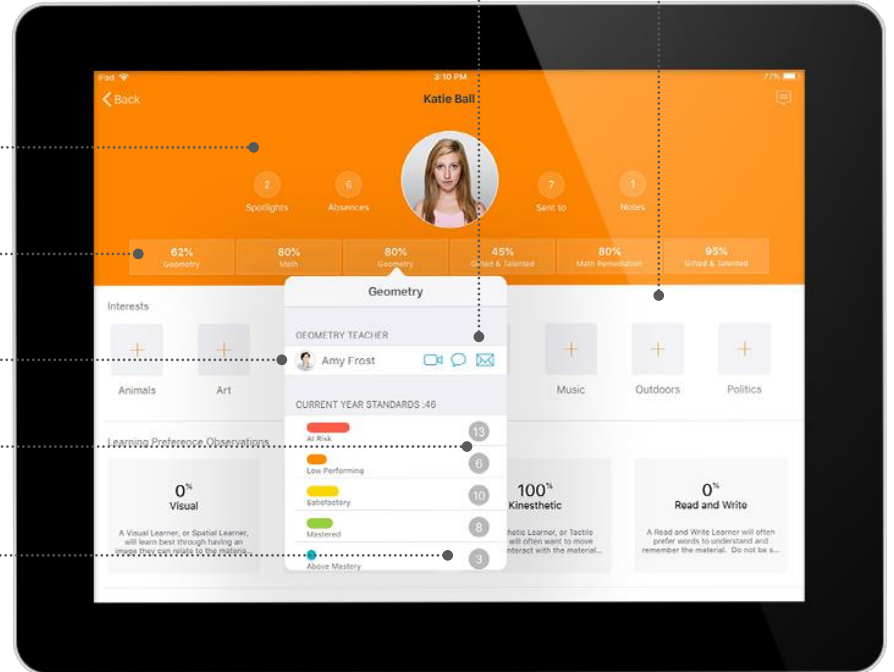 iPad
3:10 PM
77%
Back
Katie Ball
2
6
7
1
Spotlights
Absences
Sent to
Notes
62%
80%
80%
45%
80%
95%
Geometry
Math
Geometry
Gifted & Talented
Math Remediation
Gifted & Talented
Geometry
Interests
GEOMETRY TEACHER
Amy Frost
Animals
Art
Music
Outdoors
Politics
CURRENT YEAR STANDARDS :46
At Risk
13
Low Performing
6
Satisfactory
10
Mastered
8
Above Mastery
3
Learning Preference Observations
0%
Visual
A Visual Learner, or Spatial Learner,
will learn best through having an
image they can relate to the materia...
100%
Kinesthetic
hetic Learner, or Tactile
will often want to move
nteract with the material...
0%
Read and Write
A Read and Write Learner will often
prefer words to understand and
remember the material. Do not be s...